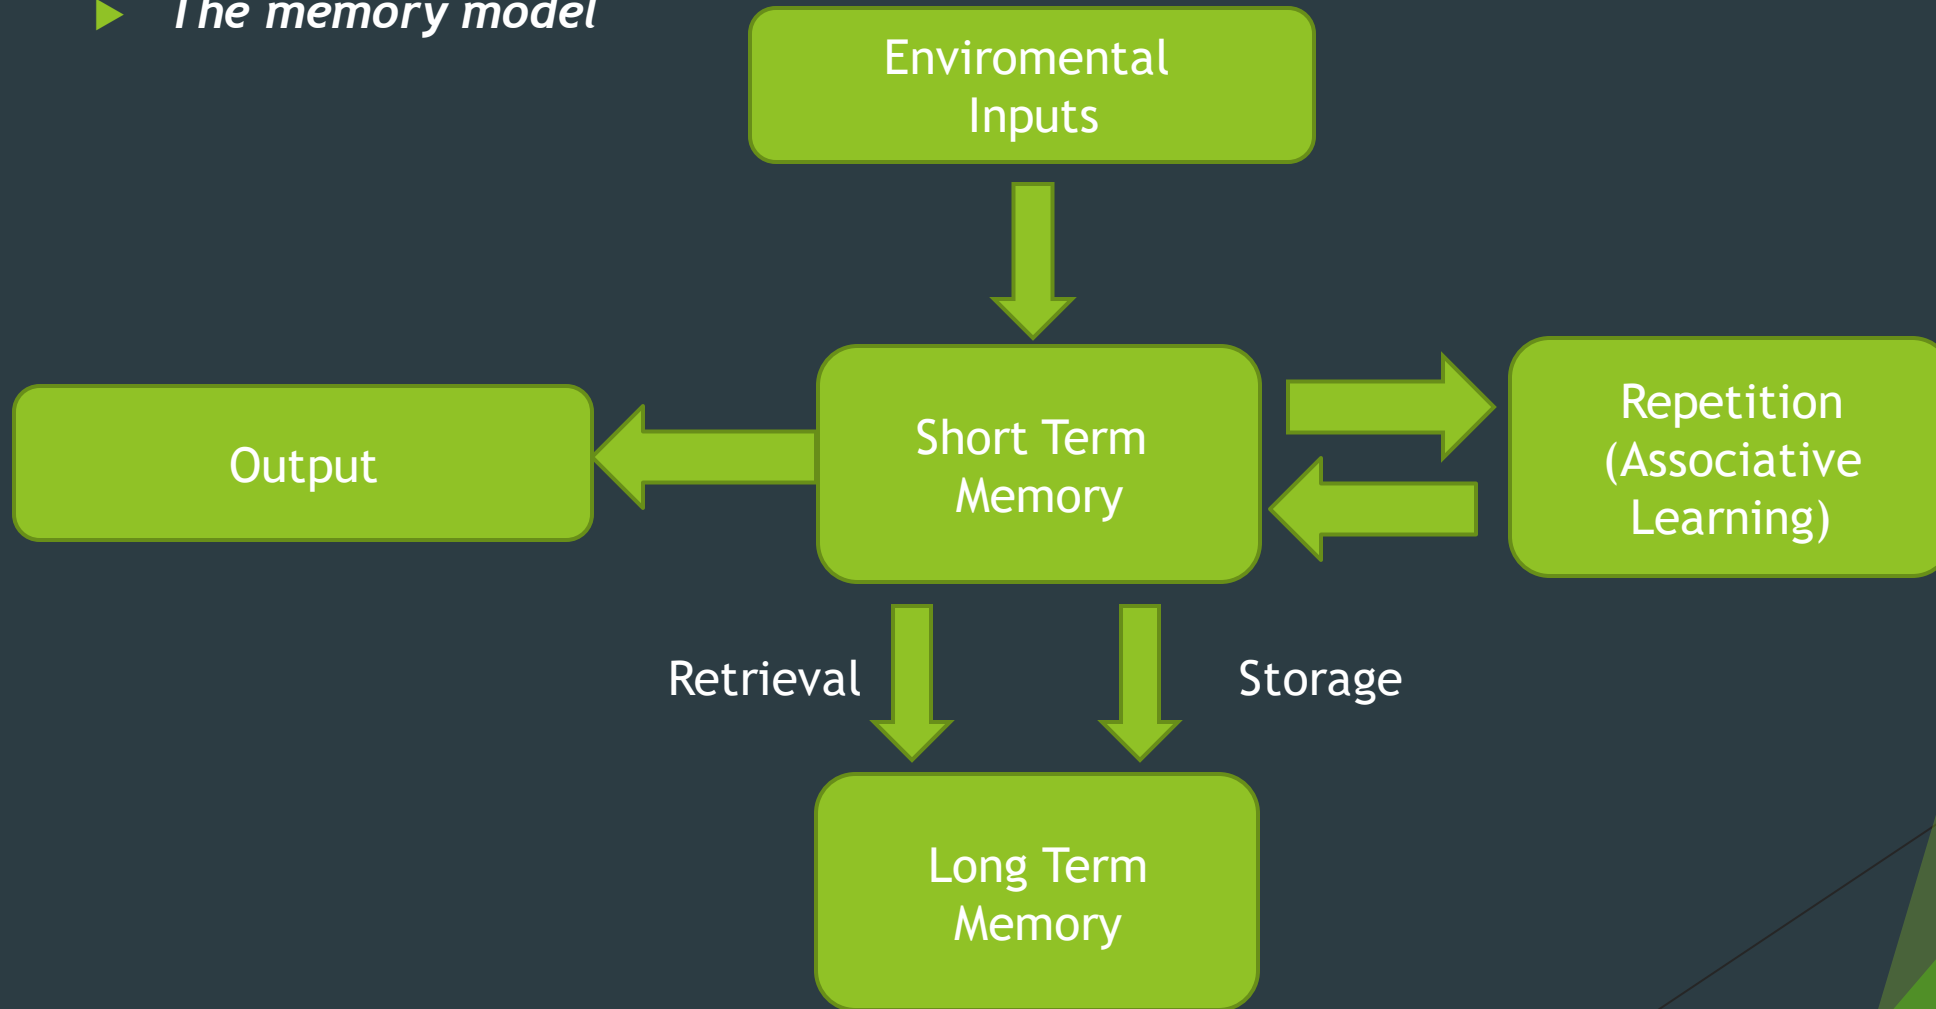 The memory model
Enviromental
Inputs
Output
Short Term
Memory
Repetition
(Associative
Learning)
Retrieval
Storage
Long Term
Memory